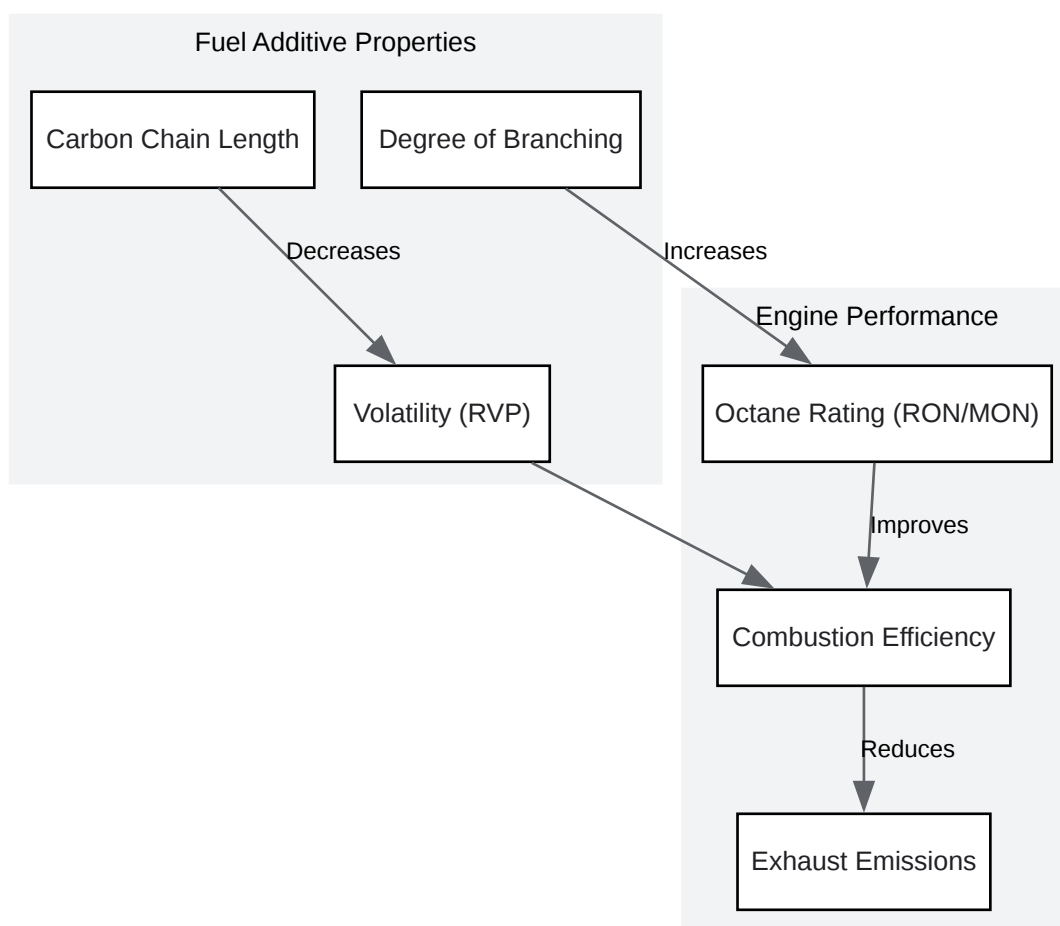 Fuel Additive Properties
Carbon Chain Length
Degree of Branching
Decreases
Increases
Engine Performance
Volatility (RVP)
Octane Rating (RON/MON)
Improves
Combustion Efficiency
Reduces
Exhaust Emissions